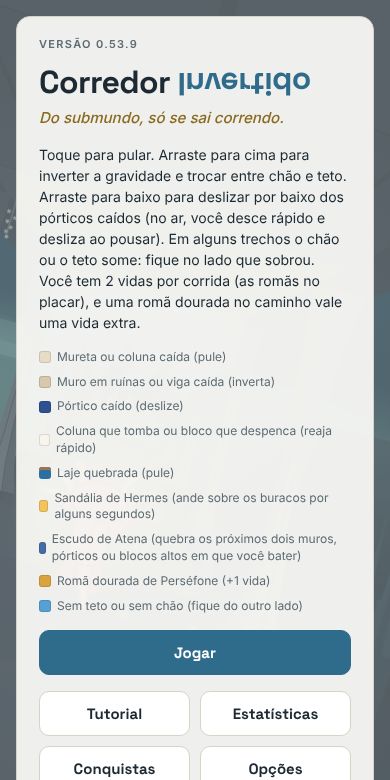 VERSÃO 0.53.9
Corredor Invertido
Do submundo, só se sai correndo.
Toque para pular. Arraste para cima para
inverter a gravidade e trocar entre chão e teto.
Arraste para baixo para deslizar por baixo dos
pórticos caídos (no ar, você desce rápido e
desliza ao pousar). Em alguns trechos o chão
ou o teto some: fique no lado que sobrou.
Você tem 2 vidas por corrida (as romãs no
placar), e uma romã dourada no caminho vale
uma vida extra.
Mureta ou coluna caída (pule)
Muro em ruínas ou viga caída (inverta)
Pórtico caído (deslize)
Coluna que tomba ou bloco que despenca (reaja
rápido)
Laje quebrada (pule)
Sandália de Hermes (ande sobre os buracos por
alguns segundos)
Escudo de Atena (quebra os próximos dois muros,
pórticos ou blocos altos em que você bater)
Romã dourada de Perséfone (+1 vida)
Sem teto ou sem chão (fique do outro lado)
Jogar
Tutorial
Estatísticas
Conquistas
Opções